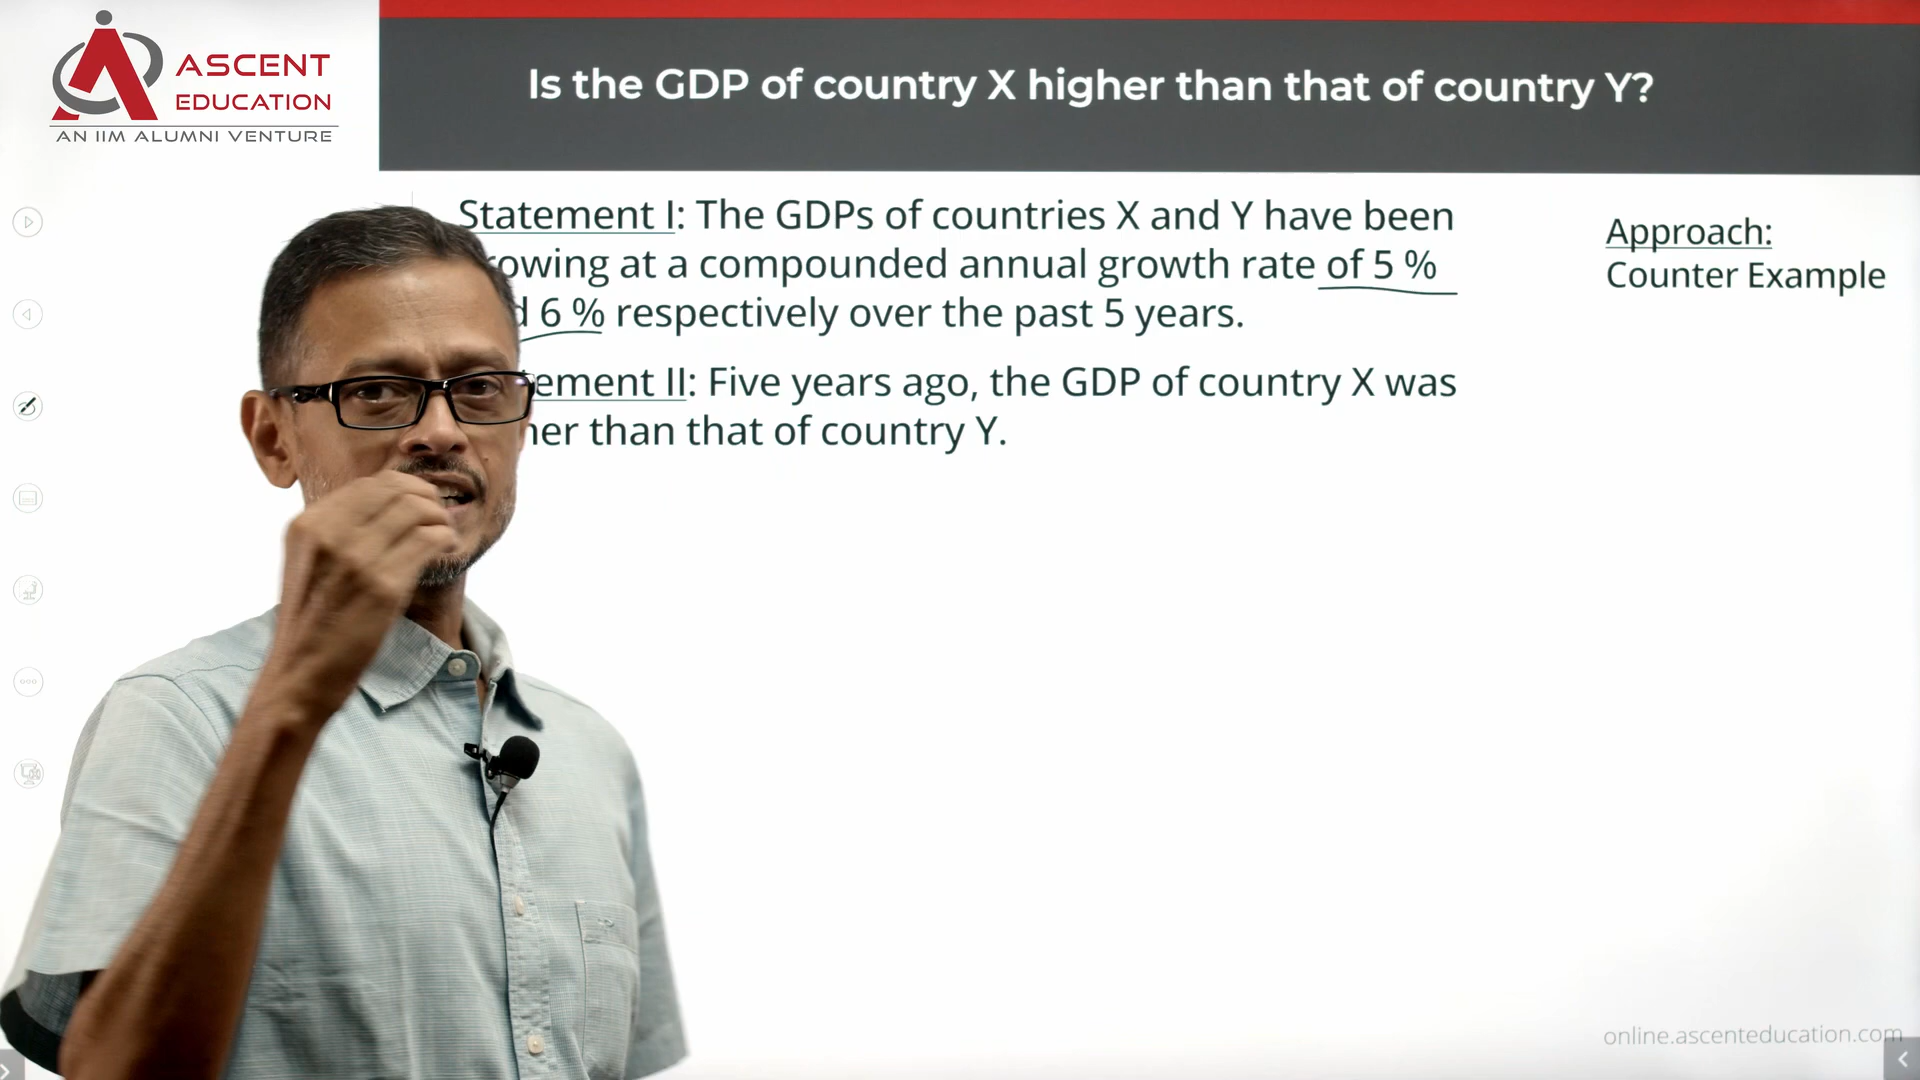 ASCENT
EDUCATION
AN IIM ALUMNI VENTURE
Is the GDP of country X higher than that of country Y?
Statement I: The GDPs of countries X and Y have been
owing at a compounded annual growth rate of 5 %
d 6 % respectively over the past 5 years.
ement II: Five years ago, the GDP of country X was
her than that of country Y.
Approach:
Counter Example
online.ascenteducation.com